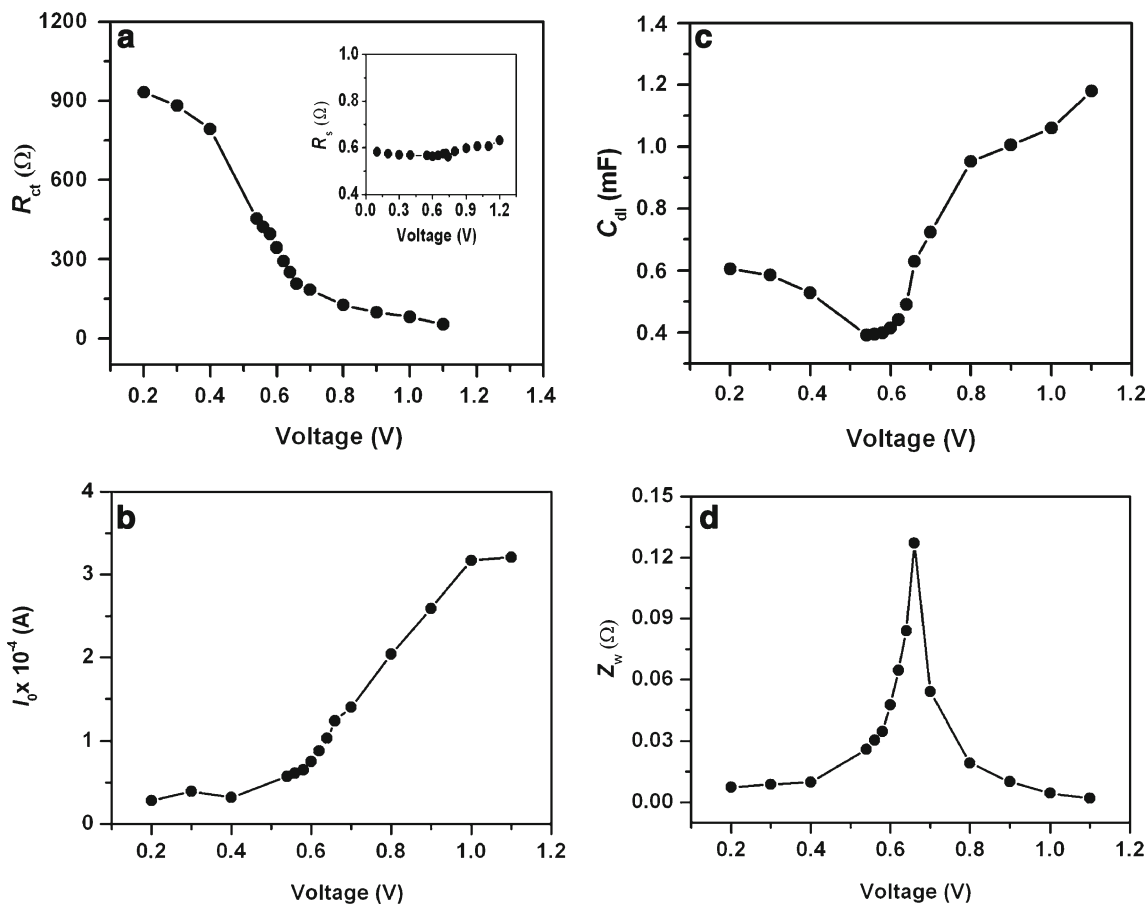 a
1200
900
600
300
0
R_ct (Ω)
0.2 0.4 0.6 0.8 1.0 1.2 1.4
Voltage (V)
1.0
0.8
0.6
0.4
R_s (Ω)
0.0 0.3 0.6 0.9 1.2
Voltage (V)
c
1.4
1.2
1.0
0.8
0.6
0.4
C_dl (mF)
0.2 0.4 0.6 0.8 1.0 1.2
Voltage (V)
b
4
3
2
1
0
I_0 x 10^-4 (A)
0.2 0.4 0.6 0.8 1.0 1.2
Voltage (V)
d
0.15
0.12
0.09
0.06
0.03
0.00
Z_w (Ω)
0.2 0.4 0.6 0.8 1.0 1.2
Voltage (V)